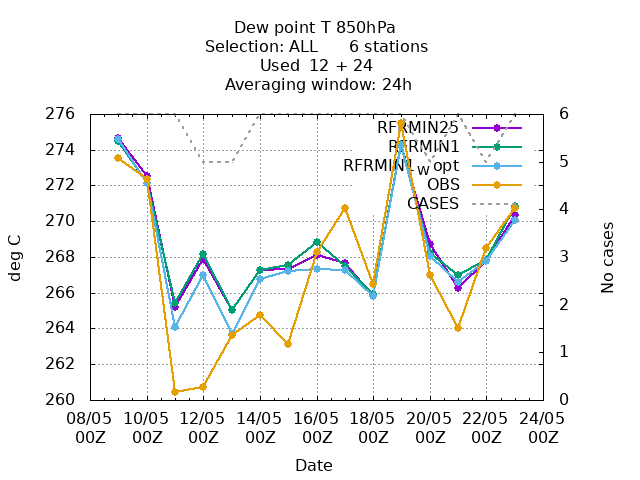 Dew point T 850hPa
Selection: ALL 6 stations
Used 12 + 24
Averaging window: 24h
276
274
272
270
268
266
264
262
260
deg C
6
5
4
3
2
1
0
No cases
RFRMIN25
RFRMIN1
RFRMIN1_w opt
OBS
CASES
08/05 10/05 12/05 14/05 16/05 18/05 20/05 22/05 24/05
00Z 00Z 00Z 00Z 00Z 00Z 00Z 00Z 00Z
Date